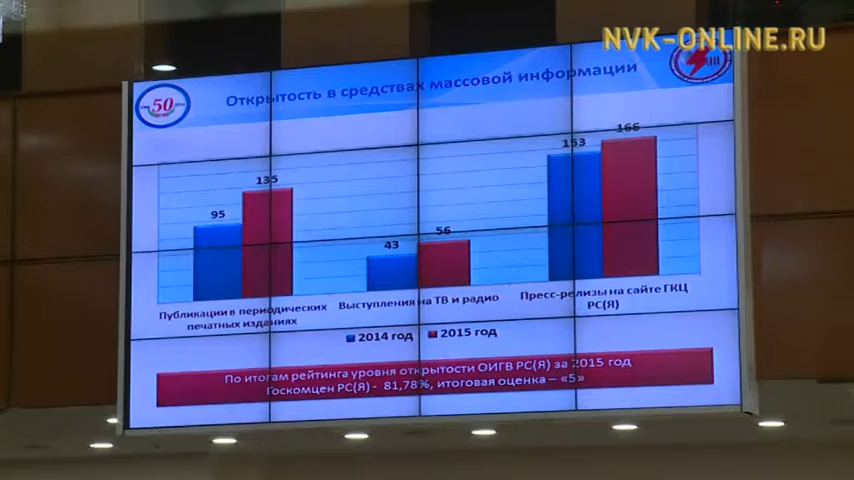 NVK-ONLINE.RU
Открытость в средствах массовой информации
50
95
135
43
56
153
166
Публикации в периодических
печатных изданиях
Выступления на ТВ и радио
Пресс-релизы на сайте ГКЦ
РС(Я)
2014 год
2015 год
По итогам рейтинга уровня открытости ОИГВ РС(Я) за 2015 год
Госкомцен РС(Я) - 81,78%, итоговая оценка – «5»